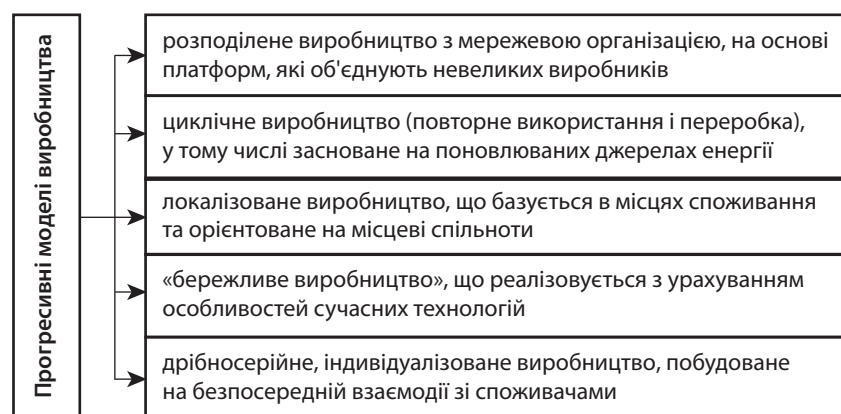 Прогресивні моделі виробництва
розподілене виробництво з мережевою організацією, на основі
платформ, які об'єднують невеликих виробників
циклічне виробництво (повторне використання і переробка),
у тому числі засноване на поновлюваних джерелах енергії
локалізоване виробництво, що базується в місцях споживання
та орієнтоване на місцеві спільноти
«бережливе виробництво», що реалізовується з урахуванням
особливостей сучасних технологій
дрібносерійне, індивідуалізоване виробництво, побудоване
на безпосередній взаємодії зі споживачами